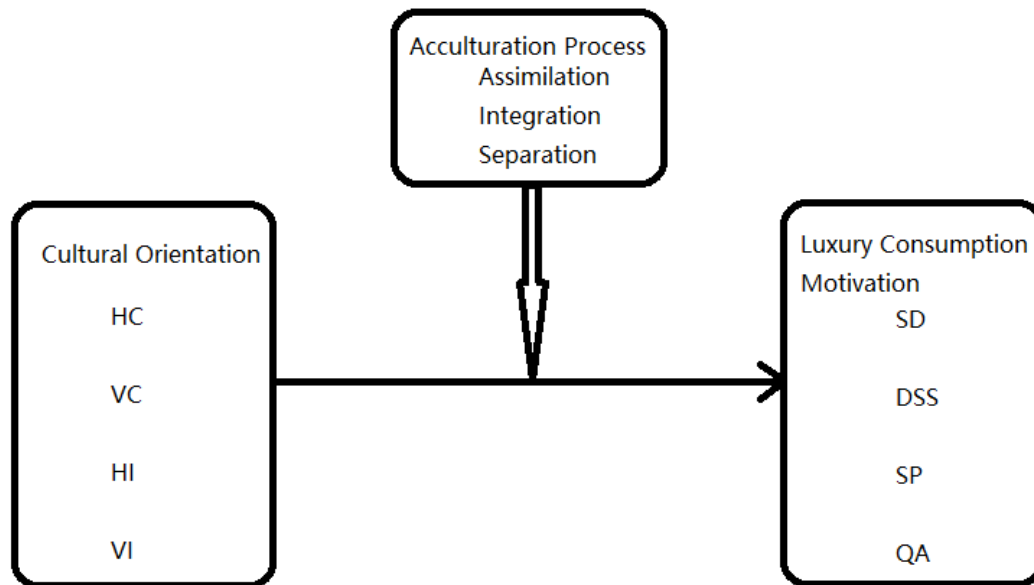 Acculturation Process
Assimilation
Integration
Separation
Cultural Orientation
HC
VC
HI
VI
Luxury Consumption
Motivation
SD
DSS
SP
QA